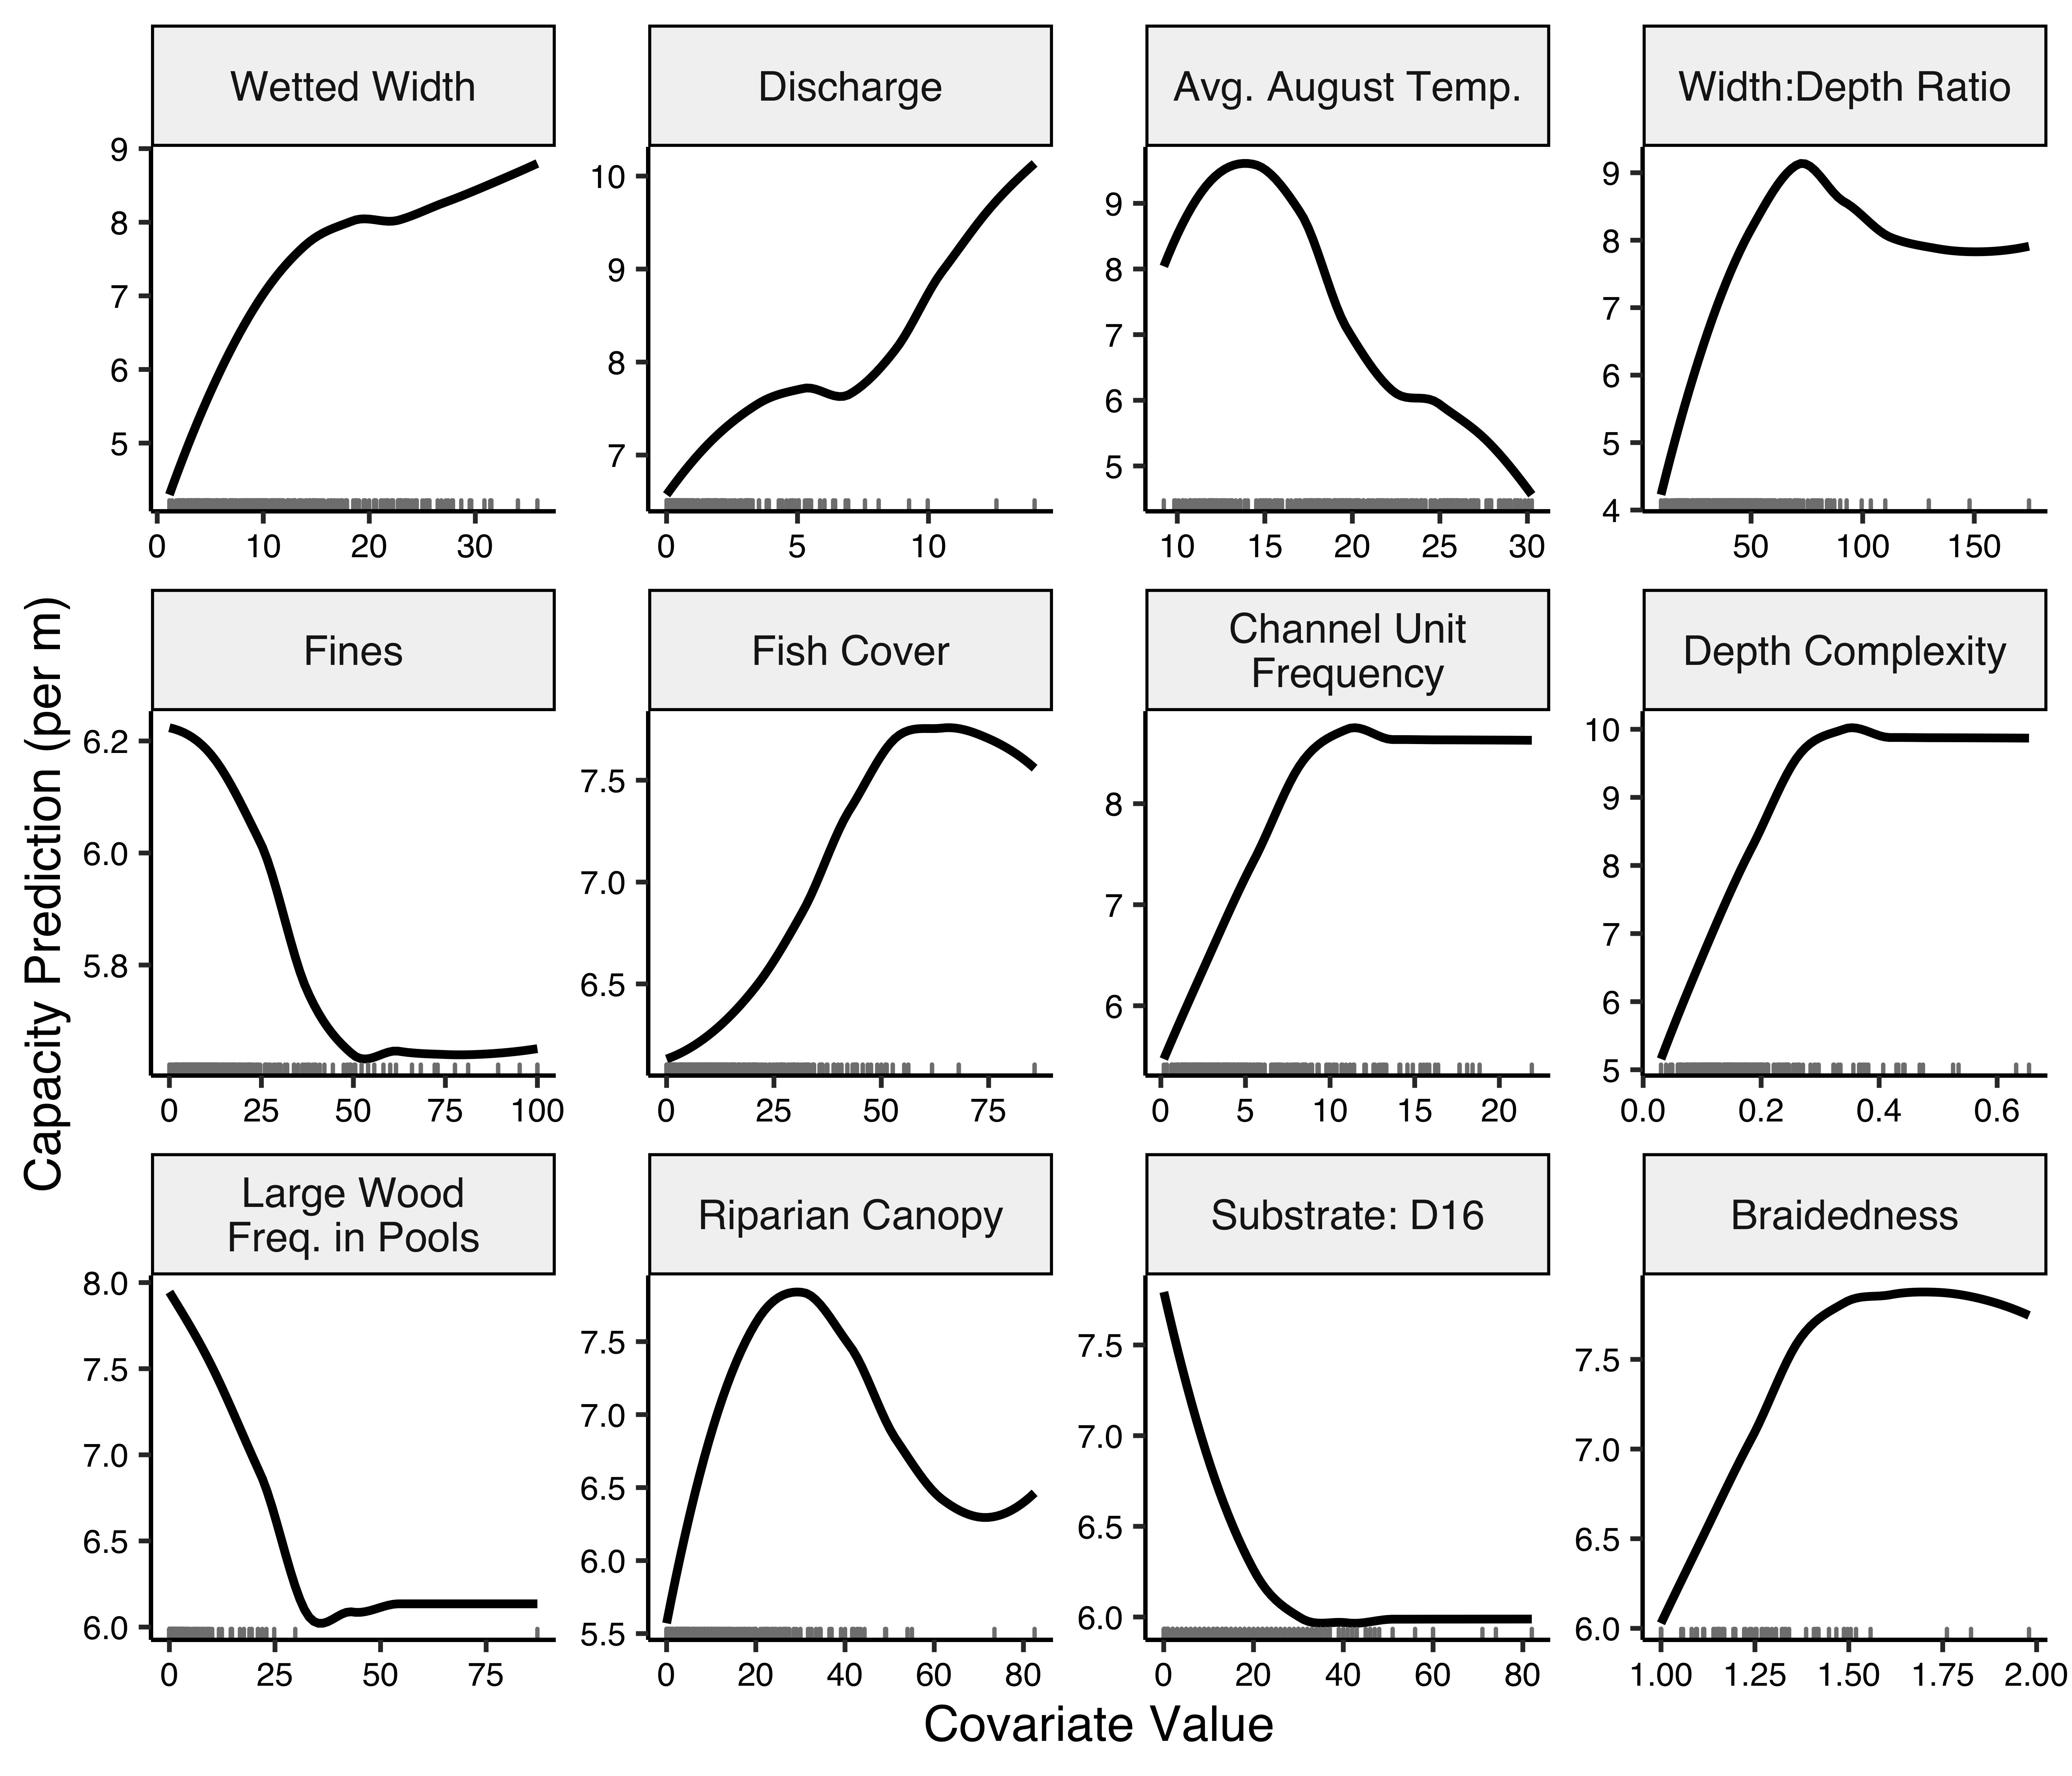 Wetted Width
Discharge
Avg. August Temp.
Width:Depth Ratio
9
8
7
6
5
0 10 20 30
10
9
8
7
0 5 10
9
8
7
6
5
10 15 20 25 30
9
8
7
6
5
4
50 100 150
Capacity Prediction (per m)
Fines
Fish Cover
Channel Unit
Frequency
Depth Complexity
6.2
6.0
5.8
0 25 50 75 100
7.5
7.0
6.5
0 25 50 75
8
7
6
0 5 10 15 20
10
9
8
7
6
5
0.0 0.2 0.4 0.6
Large Wood
Freq. in Pools
Riparian Canopy
Substrate: D16
Braidedness
8.0
7.5
7.0
6.5
6.0
0 25 50 75
7.5
7.0
6.5
6.0
5.5
0 20 40 60 80
7.5
7.0
6.5
6.0
0 20 40 60 80
7.5
7.0
6.5
6.0
1.00 1.25 1.50 1.75 2.00
Covariate Value